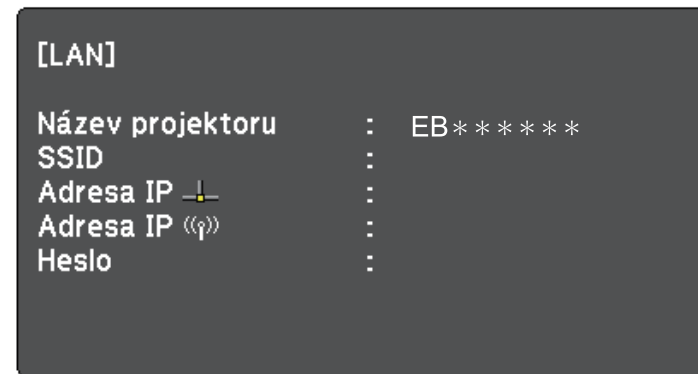 [LAN]
Název projektoru : EB******
SSID :
Adresa IP :
Adresa IP :
Heslo :